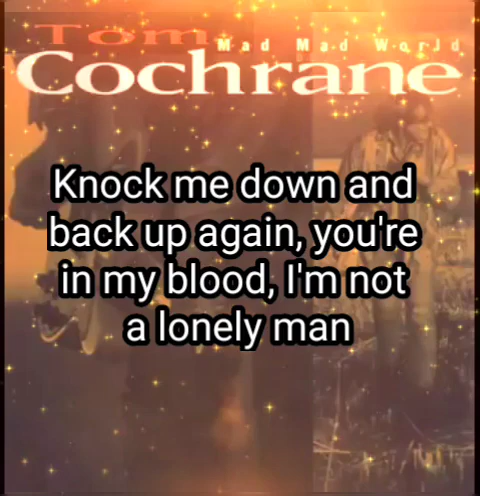 Tom
Mad Mad World
Cochrane
Knock me down and
back up again, you're
in my blood, I'm not
a lonely man